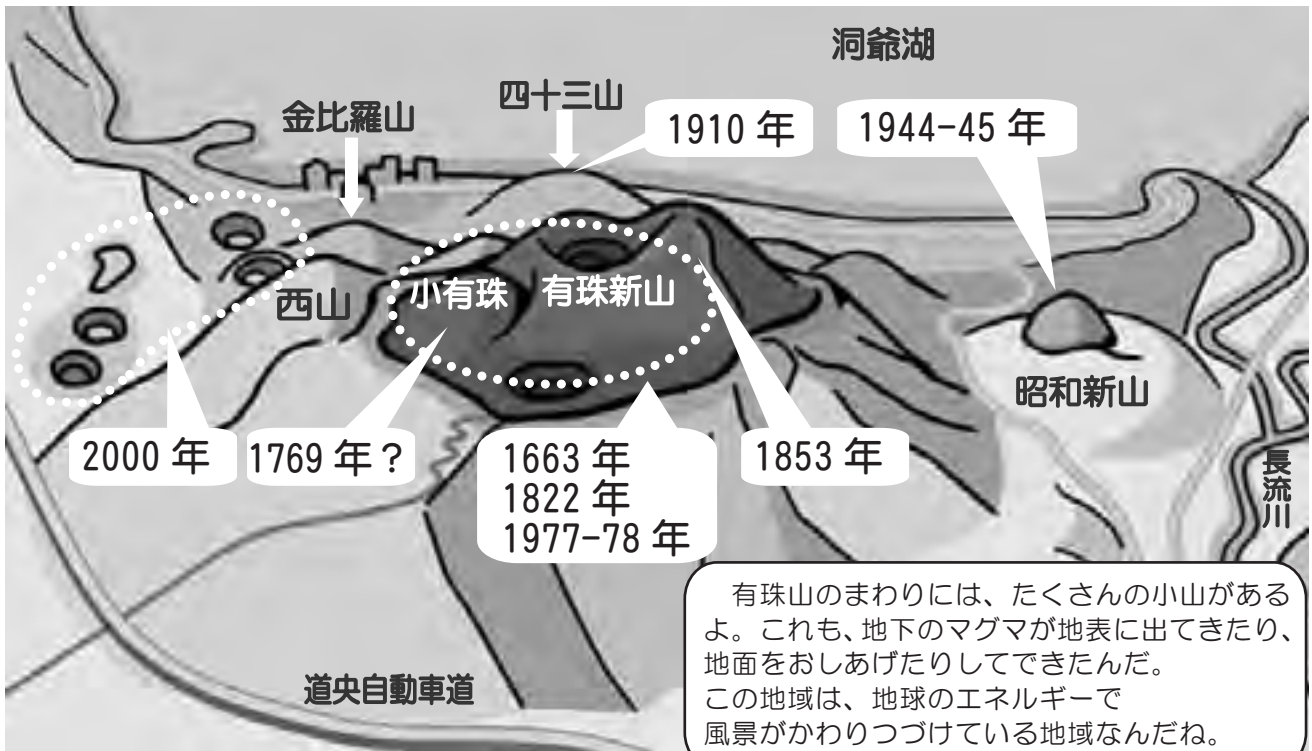 洞爺湖
四十三山
金比羅山
1910 年
1944-45 年
小有珠
有珠新山
西山
昭和新山
2000 年
1769 年？
1663 年
1822 年
1977-78 年
1853 年
長流川
道央自動車道
有珠山のまわりには、たくさんの小山がある
よ。これも、地下のマグマが地表に出てきたり、
地面をおしあげたりしてできたんだ。
この地域は、地球のエネルギーで
風景がかわりつづけている地域なんだね。